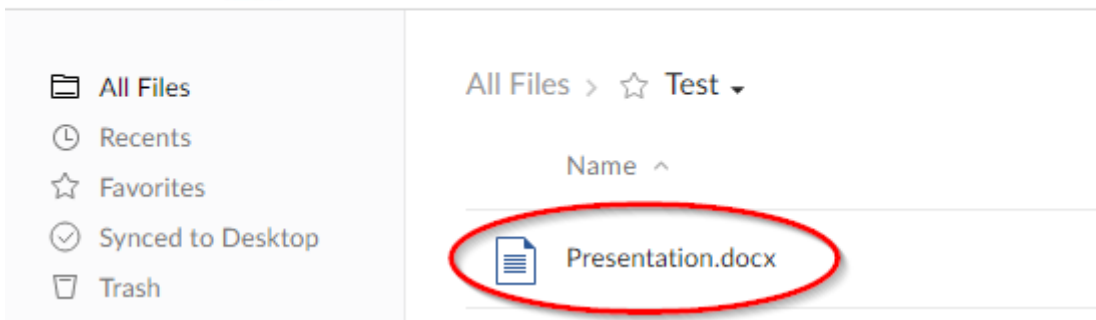 All Files
Recents
Favorites
Synced to Desktop
Trash
All Files > Test
Name
Presentation.docx